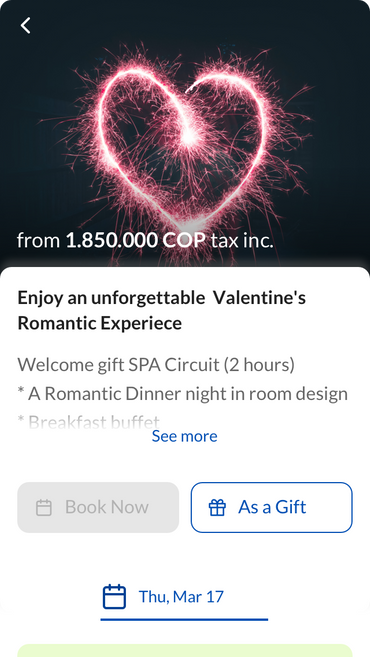 from 1.850.000 COP tax inc.
Enjoy an unforgettable Valentine's
Romantic Experiece
Welcome gift SPA Circuit (2 hours)
* A Romantic Dinner night in room design
* Breakfast buffet
See more
Book Now
As a Gift
Thu, Mar 17